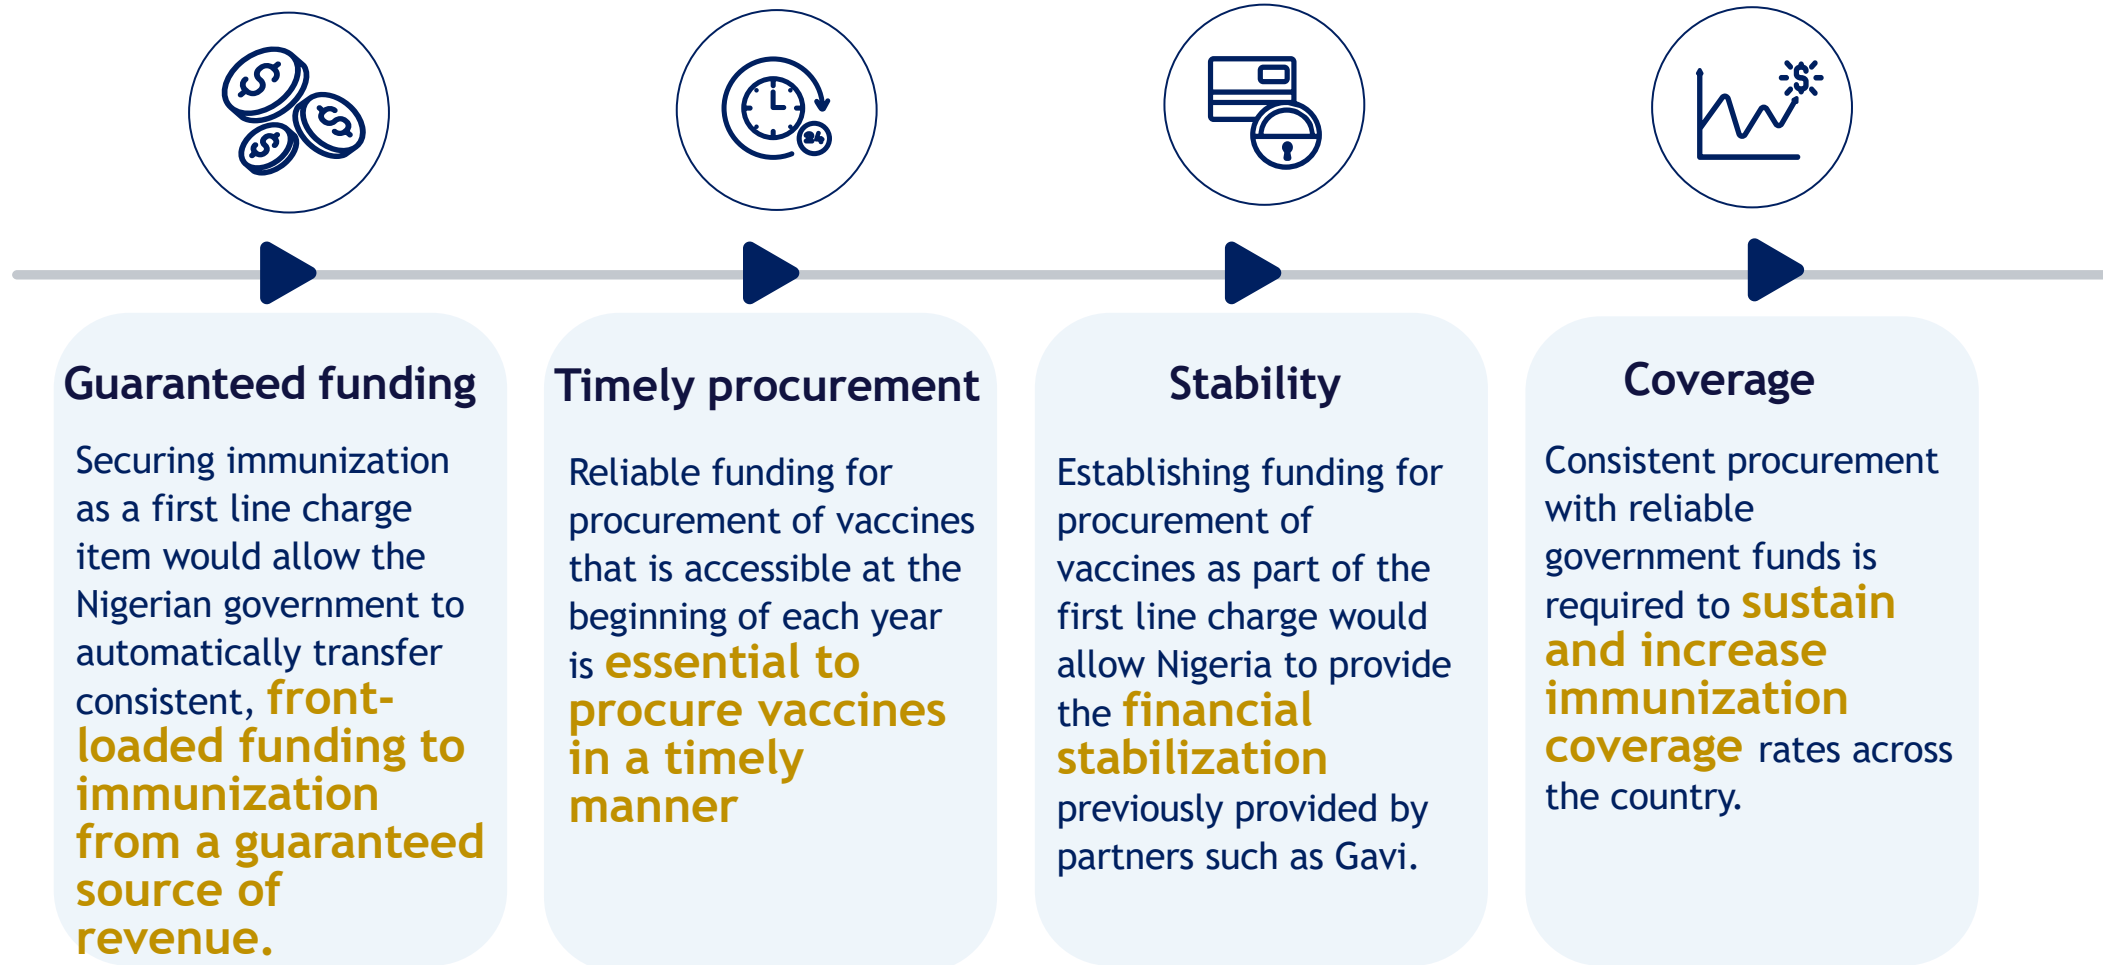 $
$
$
24
$
Guaranteed funding
Securing immunization
as a first line charge
item would allow the
Nigerian government to
automatically transfer
consistent, front-
loaded funding to
immunization
from a guaranteed
source of
revenue.
Timely procurement
Reliable funding for
procurement of vaccines
that is accessible at the
beginning of each year
is essential to
procure vaccines
in a timely
manner
Stability
Establishing funding for
procurement of
vaccines as part of the
first line charge would
allow Nigeria to provide
the financial
stabilization
previously provided by
partners such as Gavi.
Coverage
Consistent procurement
with reliable
government funds is
required to sustain
and increase
immunization
coverage rates across
the country.